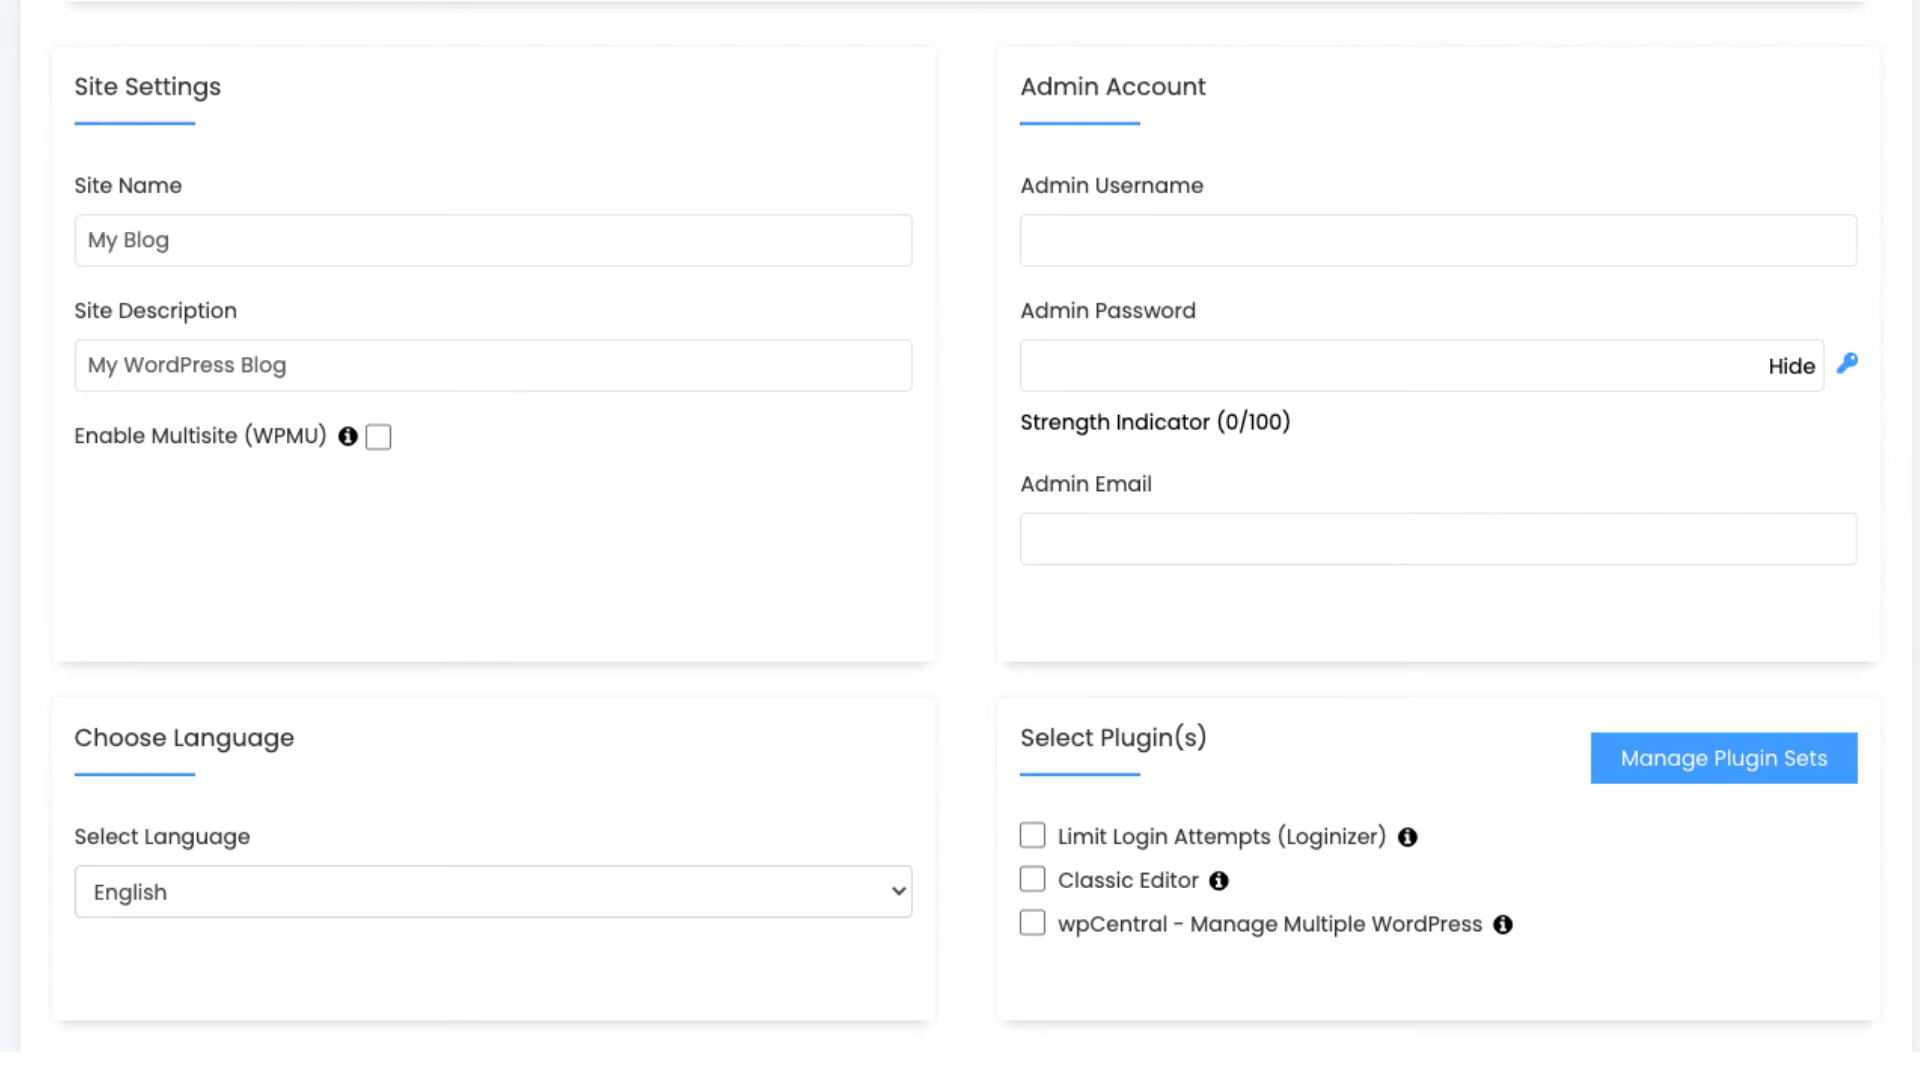 Site Settings
Site Name
My Blog
Site Description
My WordPress Blog
Enable Multisite (WPMU)
Admin Account
Admin Username
Admin Password
Hide
Strength Indicator (0/100)
Admin Email
Choose Language
Select Language
English
Select Plugin(s)
Manage Plugin Sets
Limit Login Attempts (Loginizer)
Classic Editor
wpCentral - Manage Multiple WordPress